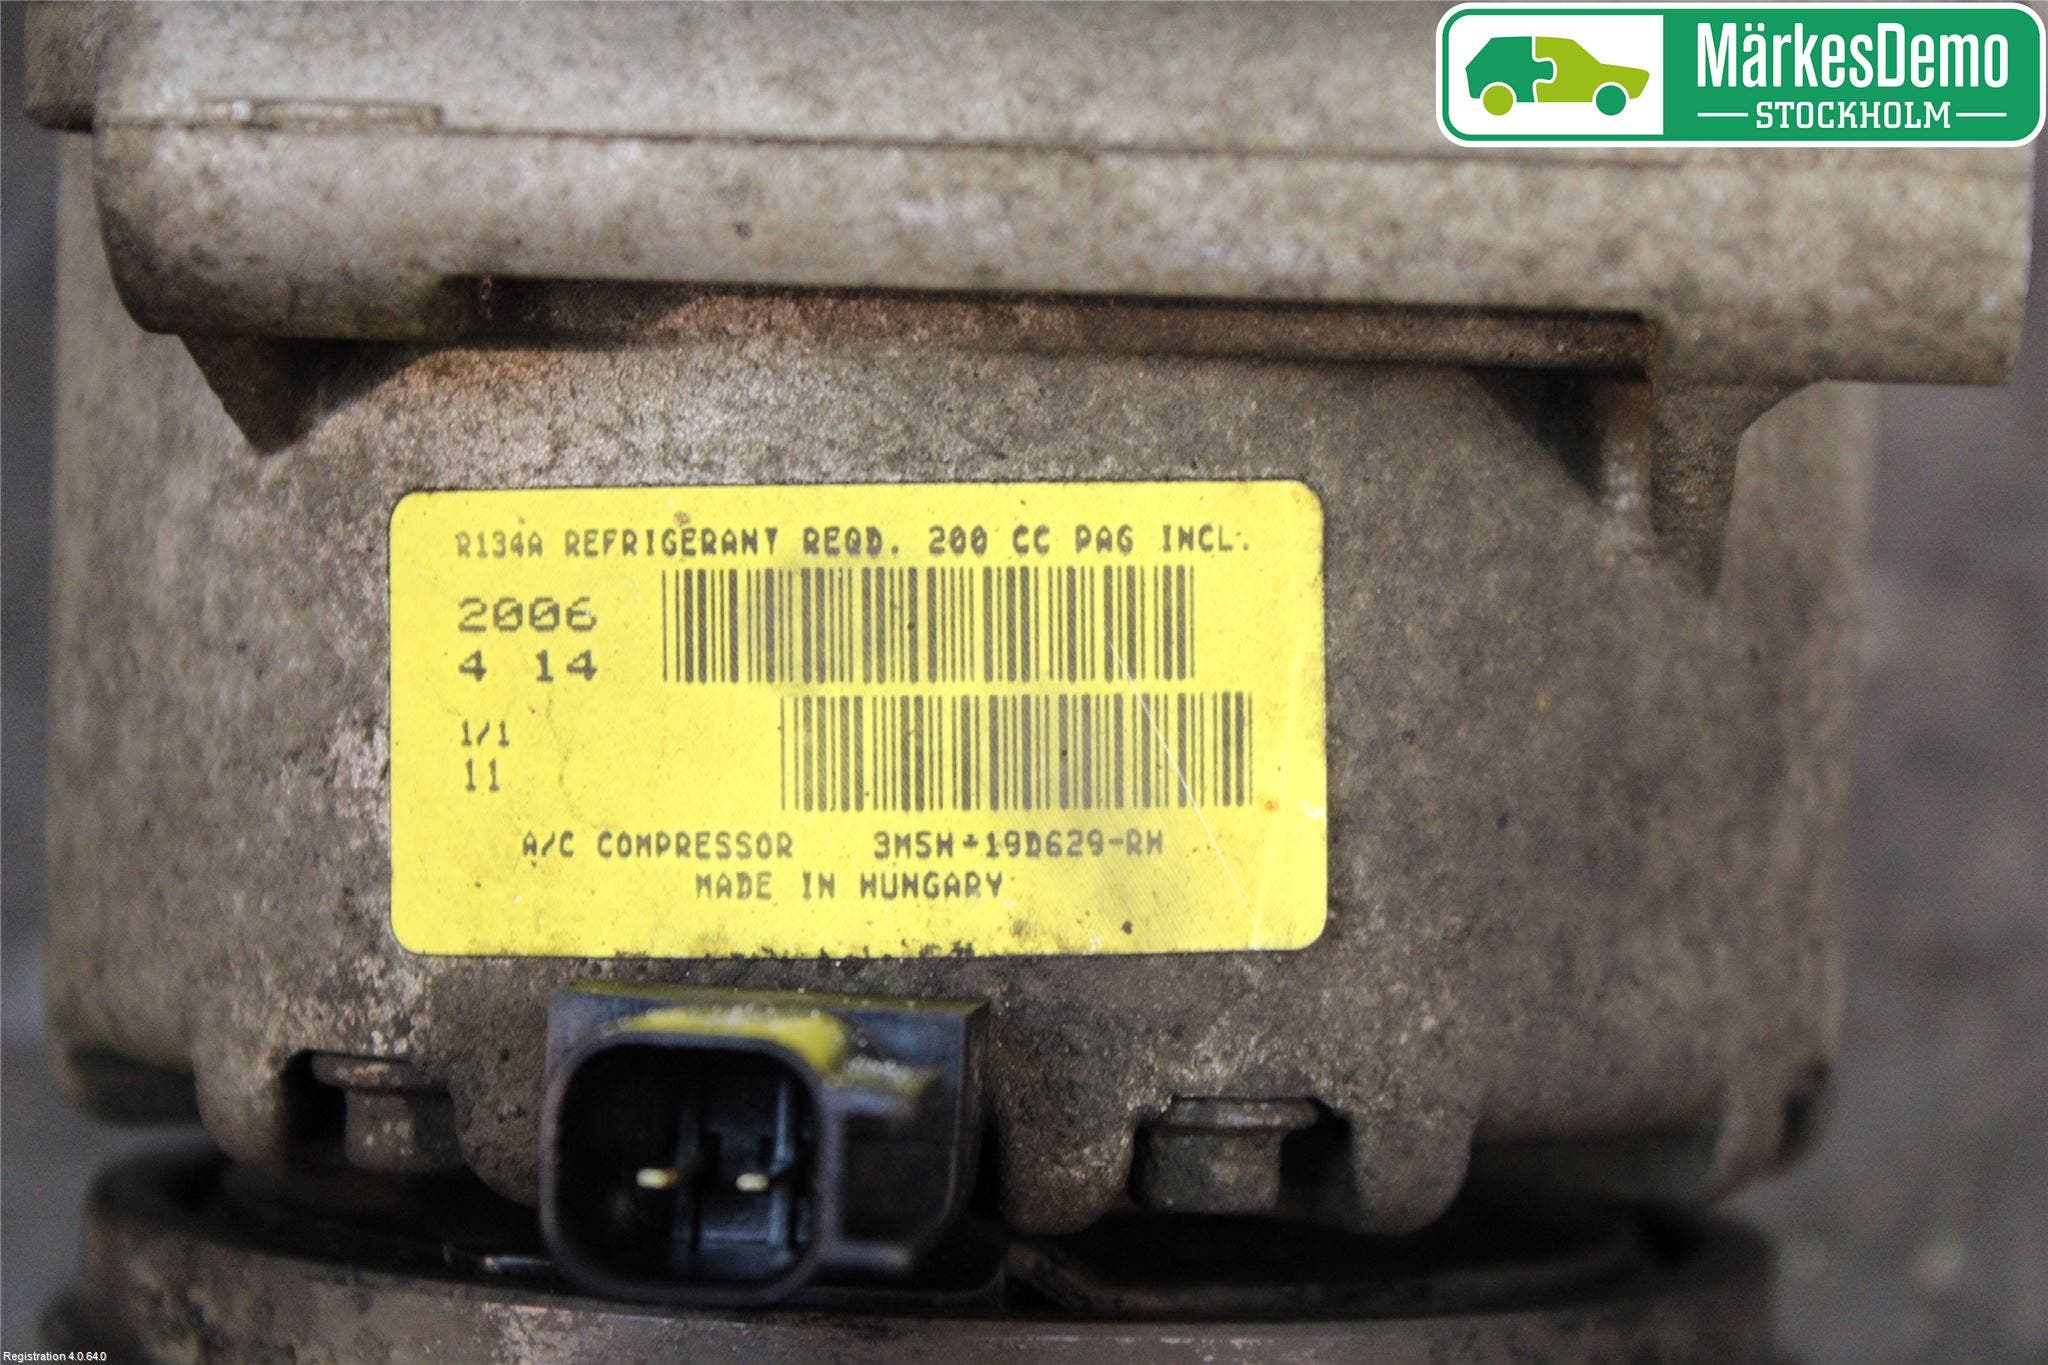 MärkesDemo
STOCKHOLM
R134A REFRIGERANT REQD. 200 CC PAG INCL.
2006
4 14
1/1
11
A/C COMPRESSOR 3M5H-19D629-RH
MADE IN HUNGARY
Registration 4.0.64.0